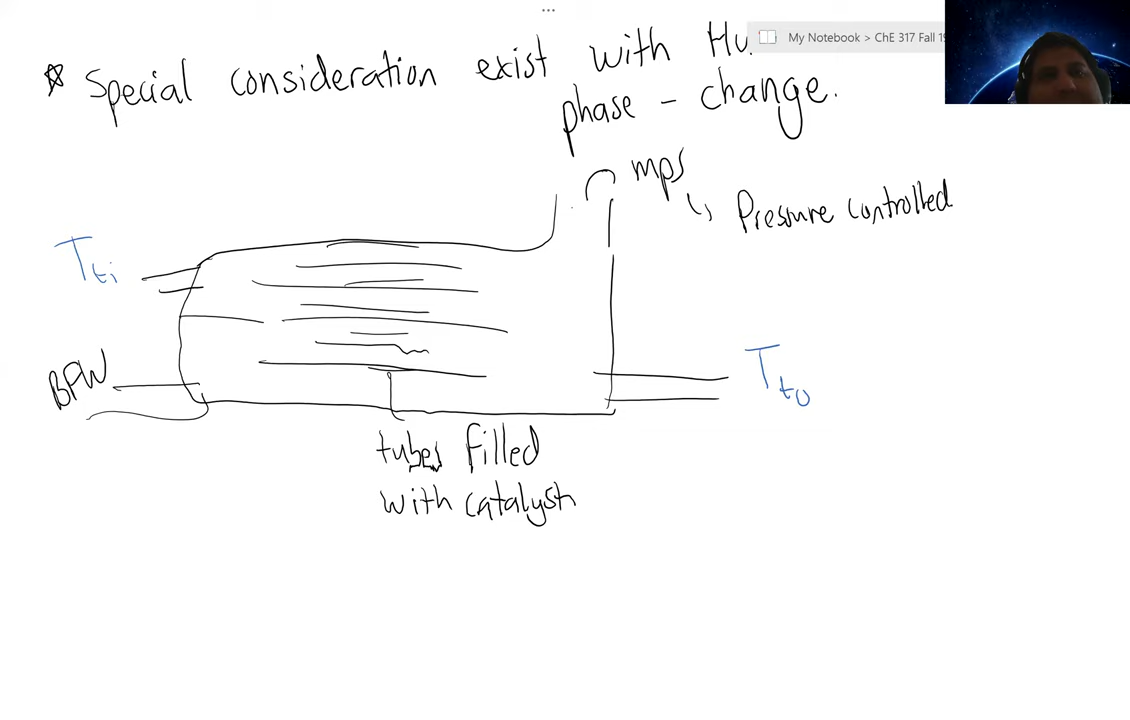 ☆ Special consideration exist with
phase - change.
My Notebook > ChE 317 Fall
mps
↳ Pressure controlled
Tti
BFW
Tto
tubes filled
with catalyst